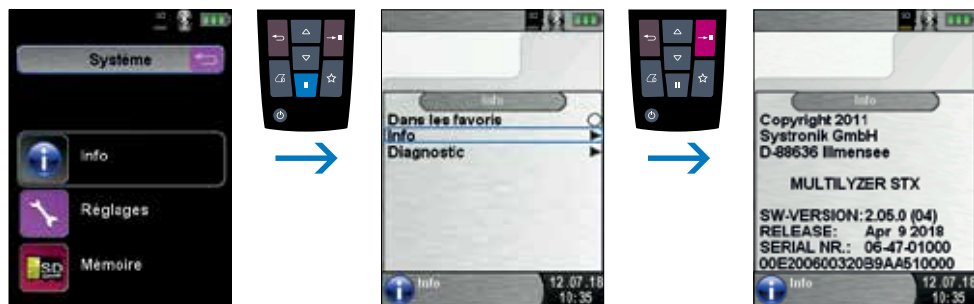 Système
Info
Réglages
SD
Mémoire
Info
Dans les favoris
Info
Diagnostic
Info
12.07.18
10:35
Info
Copyright 2011
Systronik GmbH
D-88636 Illmensee
MULTILYZER STX
SW-VERSION: 2.05.0 (04)
RELEASE: Apr 9 2018
SERIAL NR.: 06-47-01000
00E200600320B9AA510000
Info
12.07.18
10:35